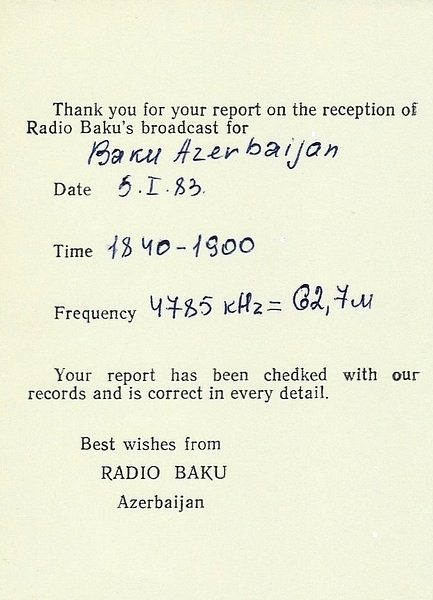 Thank you for your report on the reception of
Radio Baku's broadcast for
Baku Azerbaijan
Date 5.I.83.
Time 1840-1900
Frequency 4785 kHz = 62,7м
Your report has been chedked with our
records and is correct in every detail.
Best wishes from
RADIO BAKU
Azerbaijan